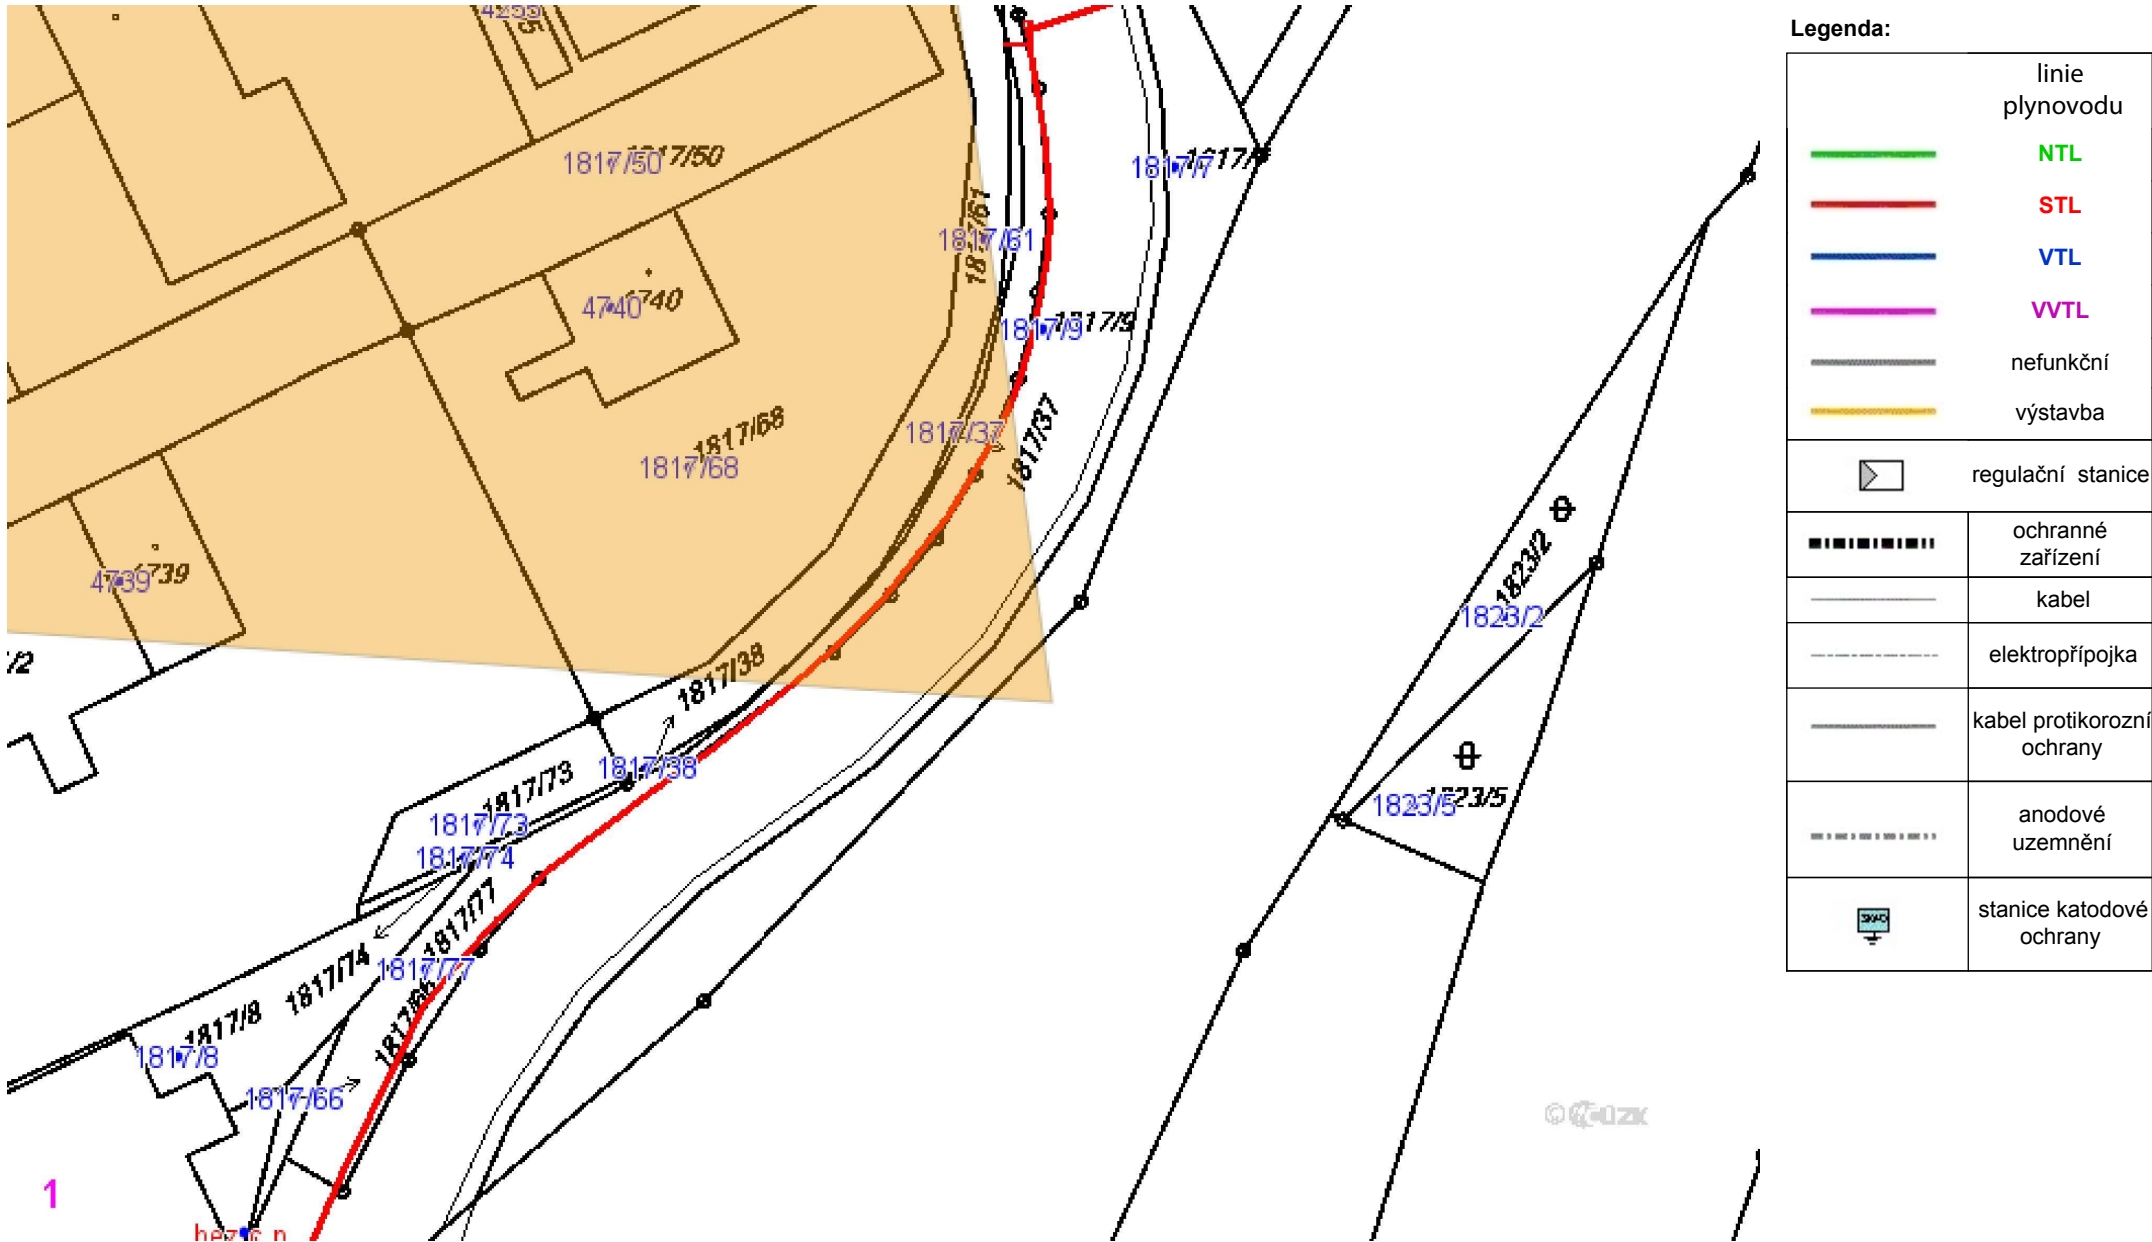 4255
1817/50
1817/50
1817/7
1817/61
1817/61
4740
4740
1817/9
1817/9
1817/37
1817/37
1817/68
1817/68
4739
4739
/2
1823/2
1823/2
1817/38
1817/38
1817/73
1817/73
1817/74
1817/74
1817/77
1817/77
1823/5
1823/5
1817/8
1817/8
1817/66
1817/66
1
Legenda:
linie
plynovodu
NTL
STL
VTL
VVTL
nefunkční
výstavba
regulační stanice
ochranné
zařízení
kabel
elektropřípojka
kabel protikorozní
ochrany
anodové
uzemnění
stanice katodové
ochrany